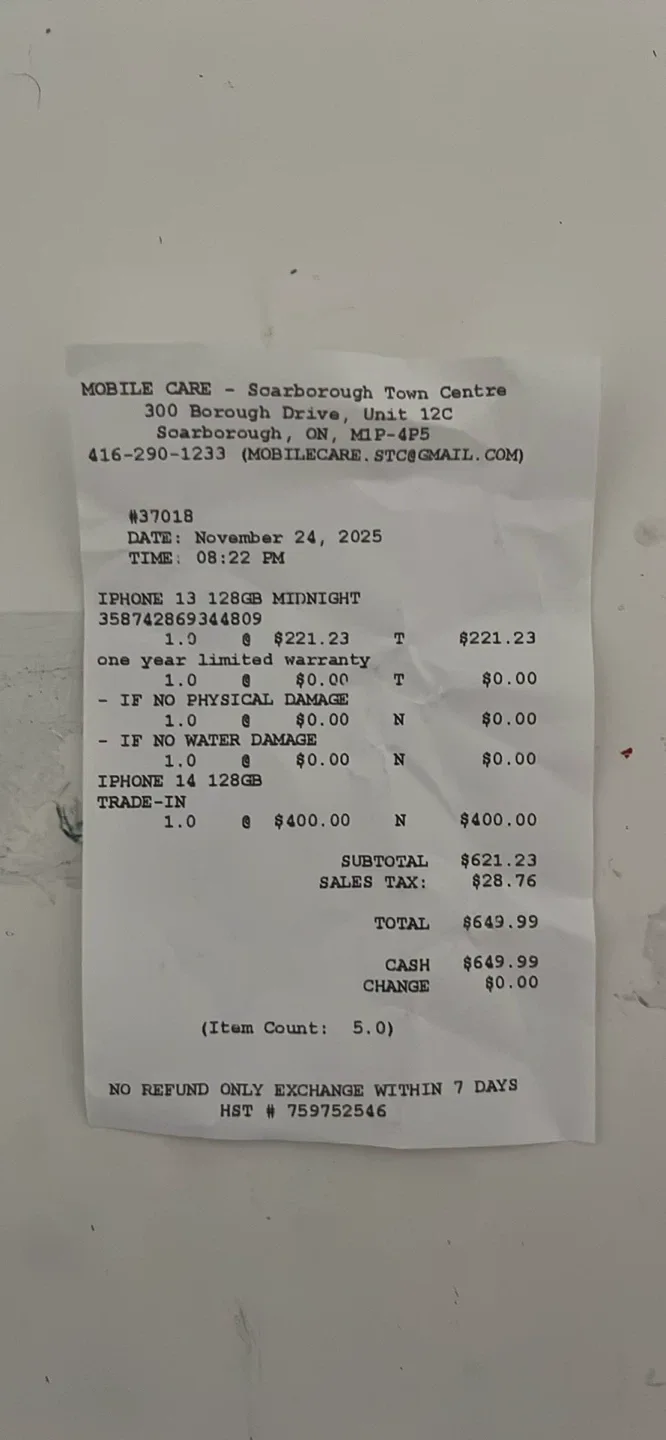 MOBILE CARE - Scarborough Town Centre
300 Borough Drive, Unit 12C
Scarborough, ON, M1P-4P5
416-290-1233 (MOBILECARE.STC@GMAIL.COM)
#37018
DATE: November 24, 2025
TIME: 08:22 PM
IPHONE 13 128GB MIDNIGHT
358742869344809
1.0 @ $221.23 T $221.23
one year limited warranty
1.0 @ $0.00 T $0.00
- IF NO PHYSICAL DAMAGE
1.0 @ $0.00 N $0.00
- IF NO WATER DAMAGE
1.0 @ $0.00 N $0.00
IPHONE 14 128GB
TRADE-IN
1.0 @ $400.00 N $400.00
SUBTOTAL $621.23
SALES TAX: $28.76
TOTAL $649.99
CASH $649.99
CHANGE $0.00
(Item Count: 5.0)
NO REFUND ONLY EXCHANGE WITHIN 7 DAYS
HST # 759752546